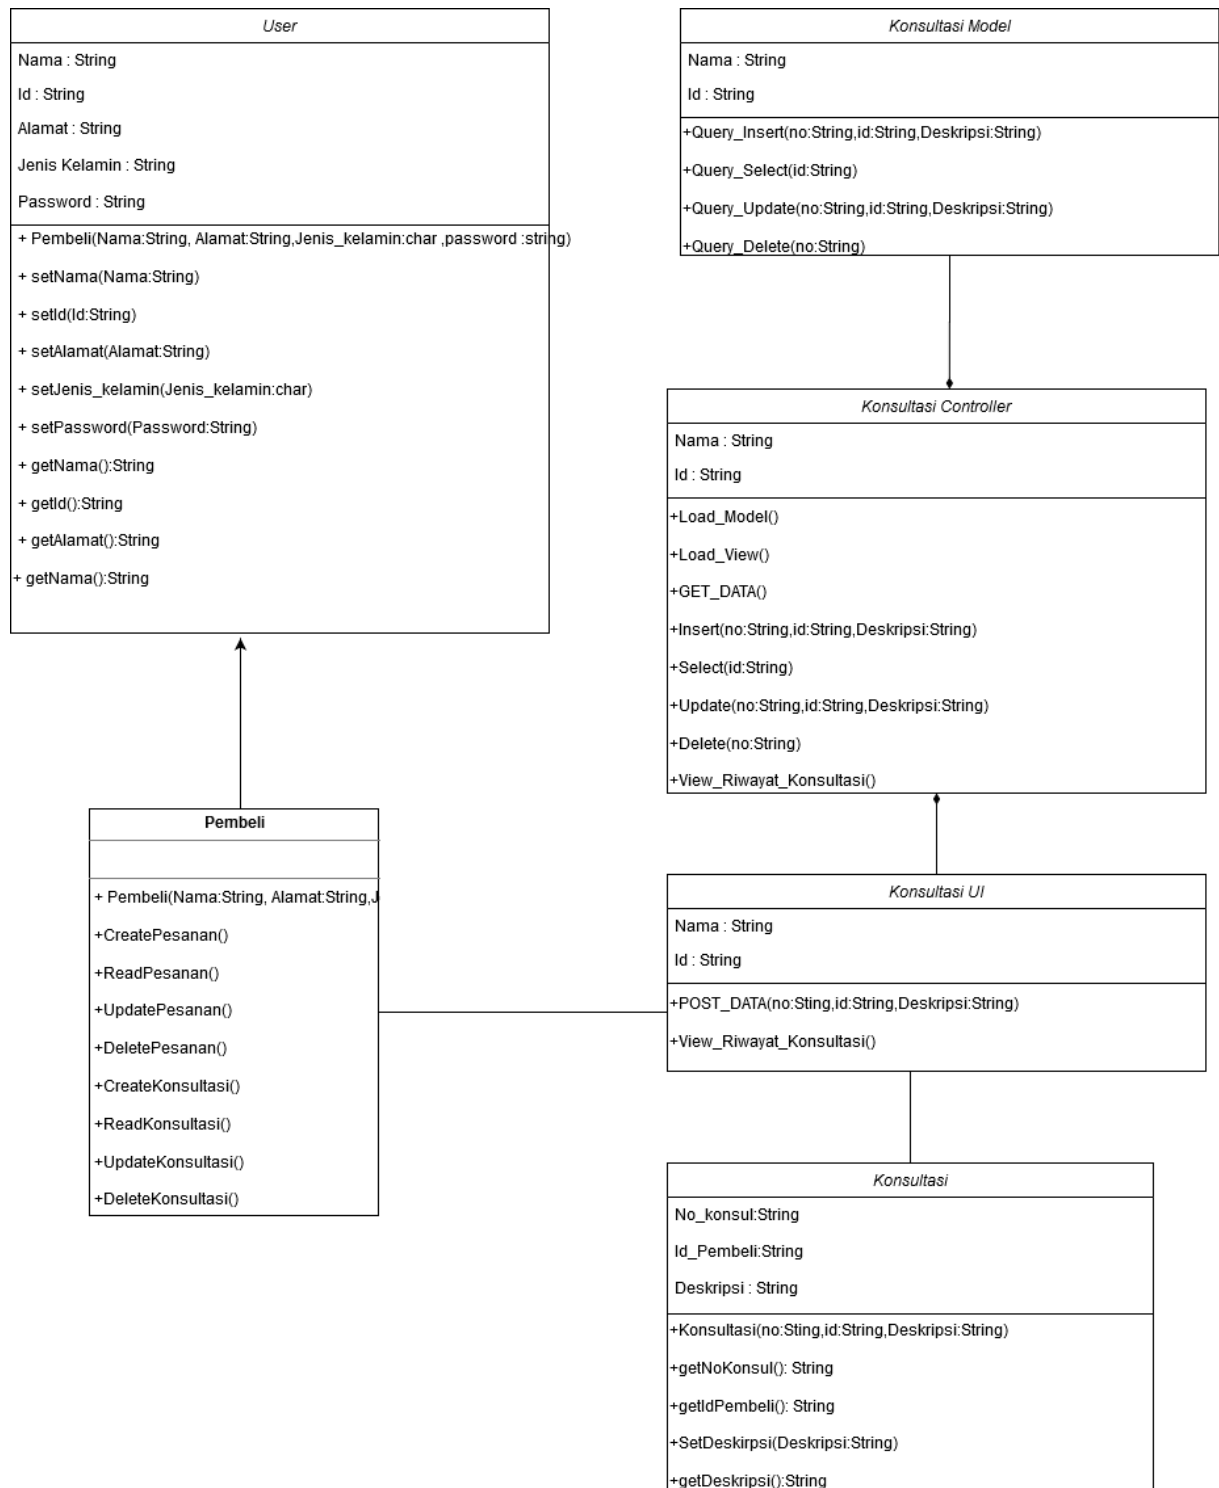 User
Nama : String
Id : String
Alamat : String
Jenis Kelamin : String
Password : String
+ Pembeli(Nama:String, Alamat:String,Jenis_kelamin:char ,password :string)
+ setNama(Nama:String)
+ setId(Id:String)
+ setAlamat(Alamat:String)
+ setJenis_kelamin(Jenis_kelamin:char)
+ setPassword(Password:String)
+ getNama():String
+ getId():String
+ getAlamat():String
+ getNama():String
Pembeli
+ Pembeli(Nama:String, Alamat:String,J
+CreatePesanan()
+ReadPesanan()
+UpdatePesanan()
+DeletePesanan()
+CreateKonsultasi()
+ReadKonsultasi()
+UpdateKonsultasi()
+DeleteKonsultasi()
Konsultasi Model
Nama : String
Id : String
+Query_Insert(no:String,id:String,Deskripsi:String)
+Query_Select(id:String)
+Query_Update(no:String,id:String,Deskripsi:String)
+Query_Delete(no:String)
Konsultasi Controller
Nama : String
Id : String
+Load_Model()
+Load_View()
+GET_DATA()
+Insert(no:String,id:String,Deskripsi:String)
+Select(id:String)
+Update(no:String,id:String,Deskripsi:String)
+Delete(no:String)
+View_Riwayat_Konsultasi()
Konsultasi UI
Nama : String
Id : String
+POST_DATA(no:Sting,id:String,Deskripsi:String)
+View_Riwayat_Konsultasi()
Konsultasi
No_konsul:String
Id_Pembeli:String
Deskripsi : String
+Konsultasi(no:Sting,id:String,Deskripsi:String)
+getNoKonsul(): String
+getIdPembeli(): String
+SetDeskirpsi(Deskripsi:String)
+getDeskripsi():String